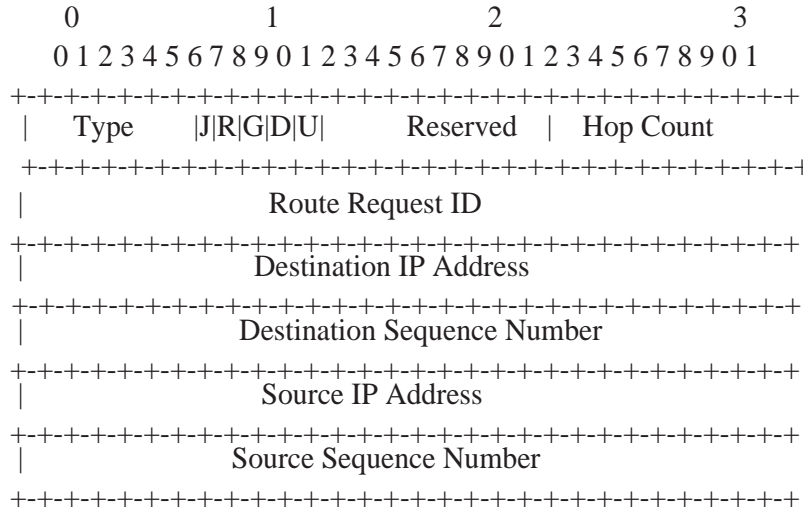 0 1 2 3
0 1 2 3 4 5 6 7 8 9 0 1 2 3 4 5 6 7 8 9 0 1 2 3 4 5 6 7 8 9 0 1
+-+-+-+-+-+-+-+-+-+-+-+-+-+-+-+-+-+-+-+-+-+-+-+-+-+-+-+-+-+-+
| Type |J|R|G|D|U| Reserved | Hop Count
+-+-+-+-+-+-+-+-+-+-+-+-+-+-+-+-+-+-+-+-+-+-+-+-+-+-+-+-+-+-+
| Route Request ID
+-+-+-+-+-+-+-+-+-+-+-+-+-+-+-+-+-+-+-+-+-+-+-+-+-+-+-+-+-+-+
| Destination IP Address
+-+-+-+-+-+-+-+-+-+-+-+-+-+-+-+-+-+-+-+-+-+-+-+-+-+-+-+-+-+-+
| Destination Sequence Number
+-+-+-+-+-+-+-+-+-+-+-+-+-+-+-+-+-+-+-+-+-+-+-+-+-+-+-+-+-+-+
| Source IP Address
+-+-+-+-+-+-+-+-+-+-+-+-+-+-+-+-+-+-+-+-+-+-+-+-+-+-+-+-+-+-+
| Source Sequence Number
+-+-+-+-+-+-+-+-+-+-+-+-+-+-+-+-+-+-+-+-+-+-+-+-+-+-+-+-+-+-+